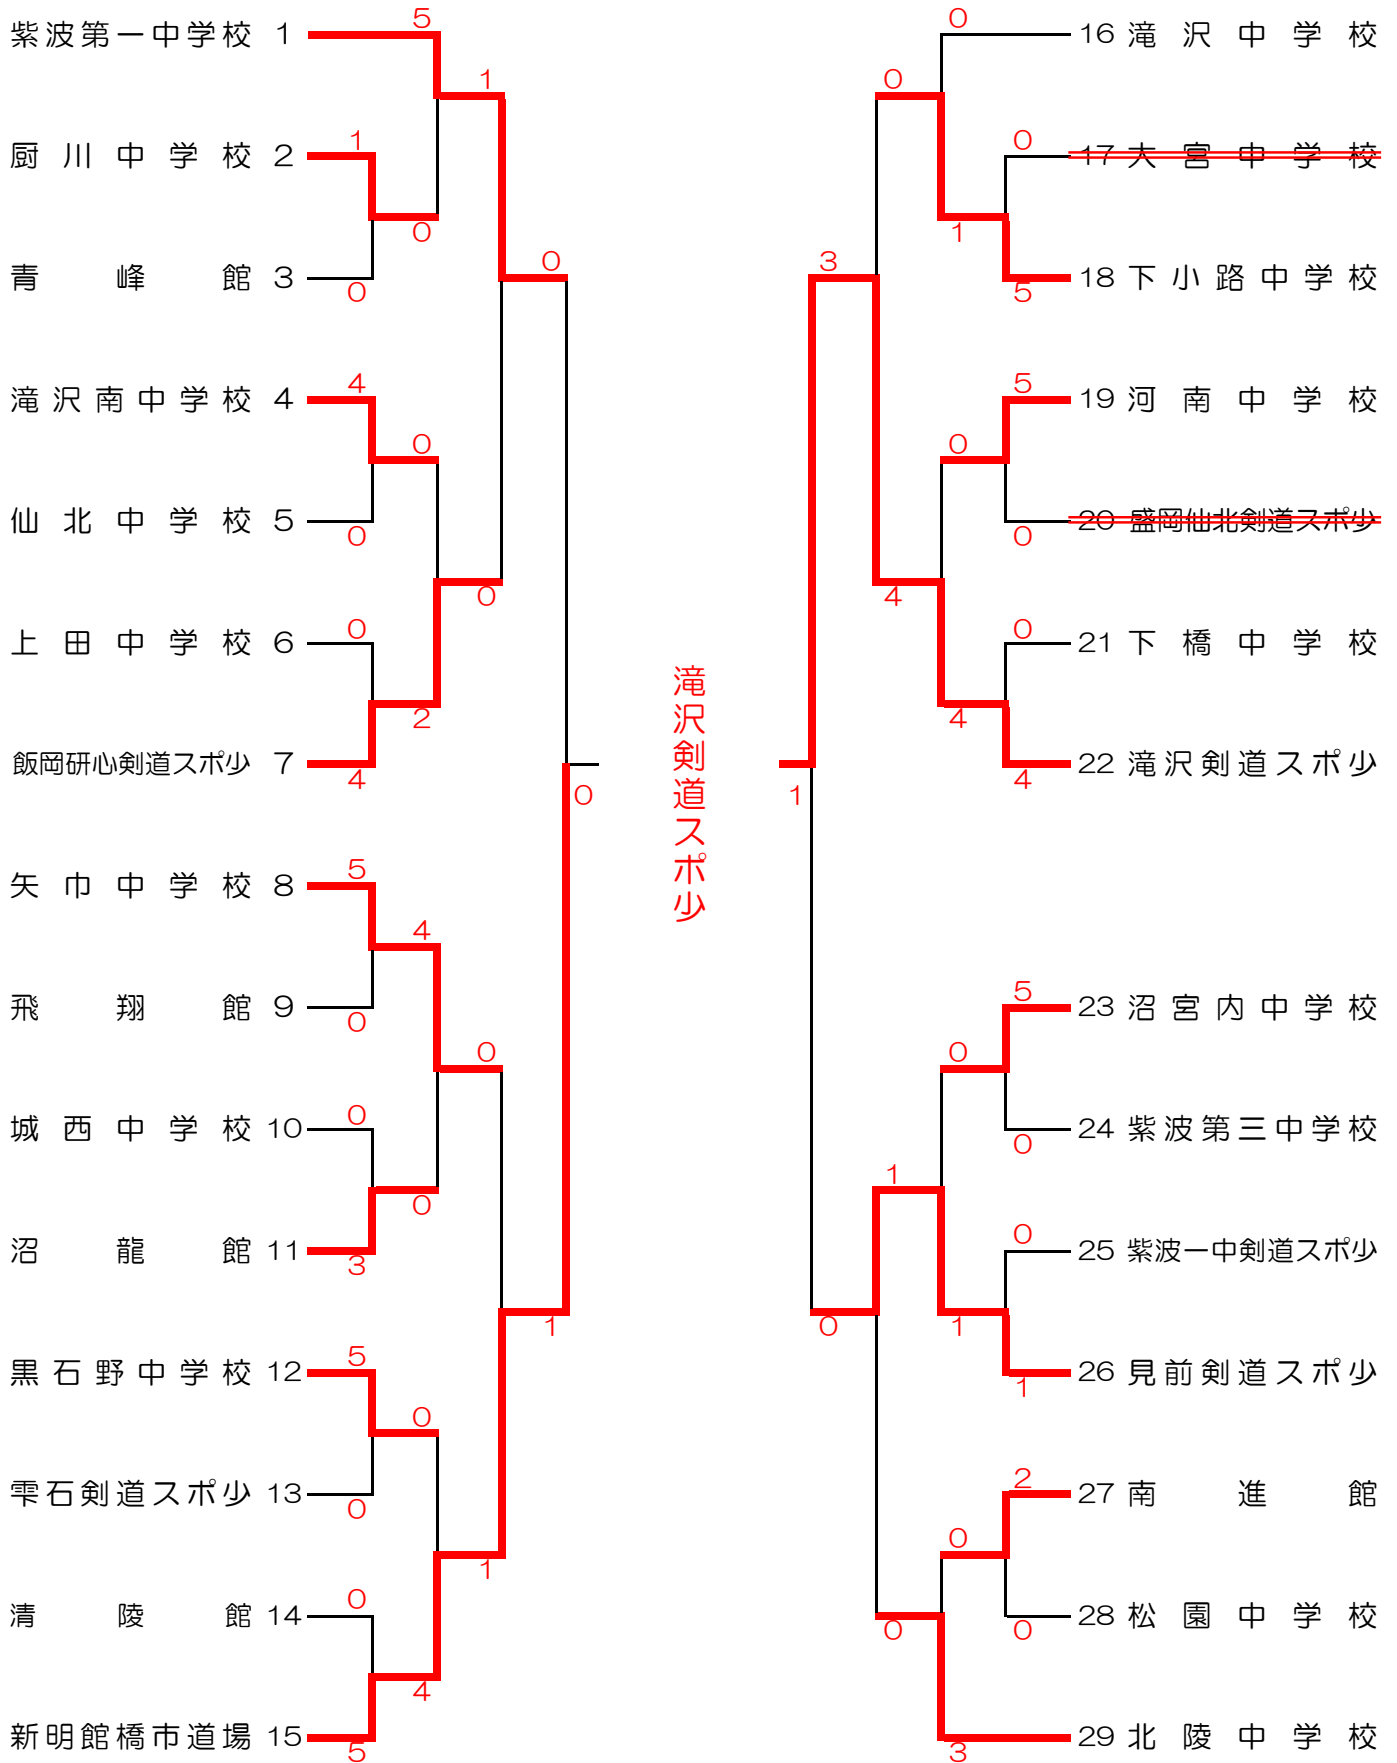 紫波第一中学校 1
5
1
厨川中学校 2
1
0
青峰館 3
0
0
滝沢南中学校 4
4
0
仙北中学校 5
0
0
上田中学校 6
0
2
飯岡研心剣道スポ少 7
4
0
矢巾中学校 8
5
4
飛翔館 9
0
0
城西中学校 10
0
0
沼龍館 11
3
1
黒石野中学校 12
5
0
雫石剣道スポ少 13
0
1
清陵館 14
0
4
新明館橋市道場 15
5
滝沢剣道スポ少
0
16 滝沢中学校
0
0
17 大宮中学校
1
18 下小路中学校
5
3
5
19 河南中学校
0
20 盛岡仙北剣道スポ少
0
4
0
21 下橋中学校
4
22 滝沢剣道スポ少
4
1
5
23 沼宮内中学校
0
24 紫波第三中学校
0
1
0
25 紫波一中剣道スポ少
0
1
26 見前剣道スポ少
1
2
27 南進館
0
28 松園中学校
0
0
29 北陵中学校
3